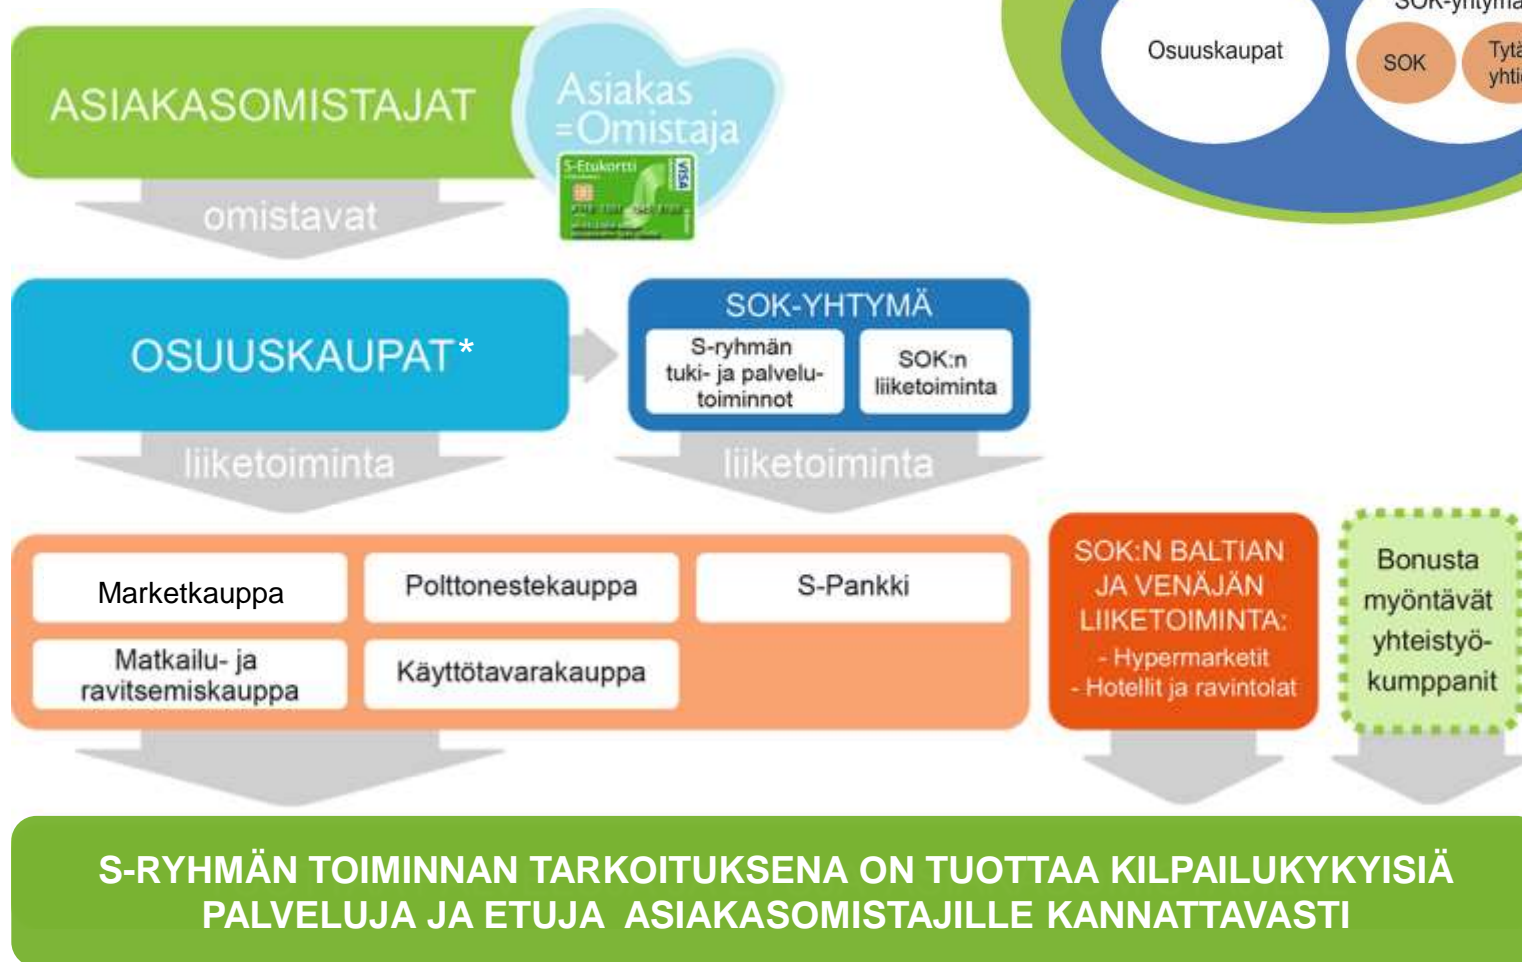 SOK-yhtymä
Osuuskaupat
SOK
Tytä
yhtiö
ASIAKASOMISTAJAT
Asiakas
=Omistaja
S-Etukortti
VISA
omistavat
OSUUSKAUPAT*
SOK-YHTYMÄ
S-ryhmän
tuki- ja palvelu-
toiminnot
SOK:n
liiketoiminta
liiketoiminta
liiketoiminta
Marketkauppa
Polttonestekauppa
S-Pankki
Matkailu- ja
ravitsemiskauppa
Käyttötavarakauppa
SOK:N BALTIAN
JA VENÄJÄN
LIIKETOIMINTA:
- Hypermarketit
- Hotellit ja ravintolat
Bonusta
myöntävät
yhteistyö-
kumppanit
S-RYHMÄN TOIMINNAN TARKOITUKSENA ON TUOTTAA KILPAILUKYKYISIÄ
PALVELUJA JA ETUJA ASIAKASOMISTAJILLE KANNATTAVASTI